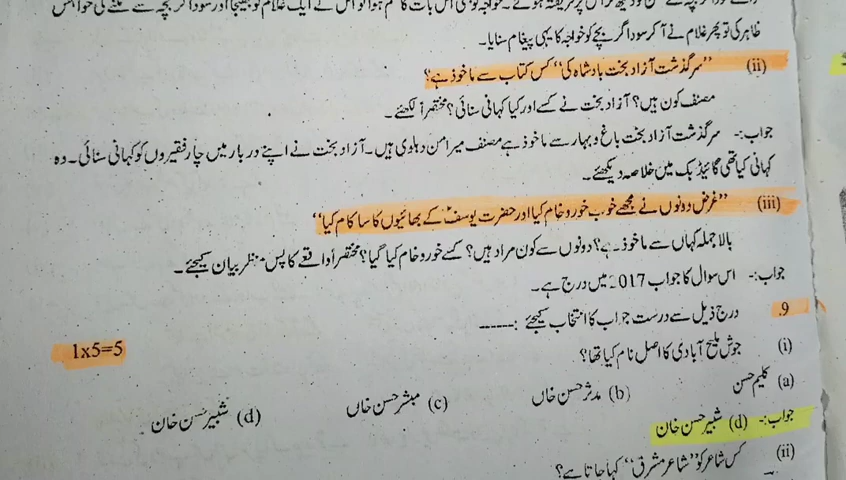 ظاہر کی تو پھر غلام نے آ کر سوداگر بچے کو خواجہ کا یہی پیغام سنایا۔
(ii) ”سرگذشت آزاد بخت بادشاہ کی“ کس کتاب سے ماخوذ ہے؟
مصنف کون ہیں؟ آزاد بخت نے کسے اور کیا کہانی سنائی؟ مختصراً لکھئے۔
جواب:- سرگذشت آزاد بخت باغ و بہار سے ماخوذ ہے مصنف میر امن دہلوی ہیں۔ آزاد بخت نے اپنے دربار میں چار فقیروں کو کہانی سنائی۔ وہ
کہانی کیا تھی گائیڈ بک میں خلاصہ دیکھئے۔
(iii) ”غرض دونوں نے مجھے خوب خورد خام کیا اور حضرت یوسفؑ کے بھائیوں کا سا کام کیا“
بالا جملہ کہاں سے ماخوذ ہے؟ دونوں سے کون مراد ہیں؟ کسے خورد خام کیا گیا؟ مختصراً واقعے کا پس منظر بیان کیجئے۔
جواب:- اس سوال کا جواب 2017 میں درج ہے۔
9. درج ذیل سے درست جواب کا انتخاب کیجئے :------
1x5=5
(i) جوش ملیح آبادی کا اصل نام کیا تھا؟
(a) کلیم حسن (b) مدثر حسن خاں (c) مبشر حسن خاں (d) شبیر حسن خان
جواب:- (d) شبیر حسن خان
(ii) کس شاعر کو ”شاعر مشرق“ کہا جاتا ہے؟